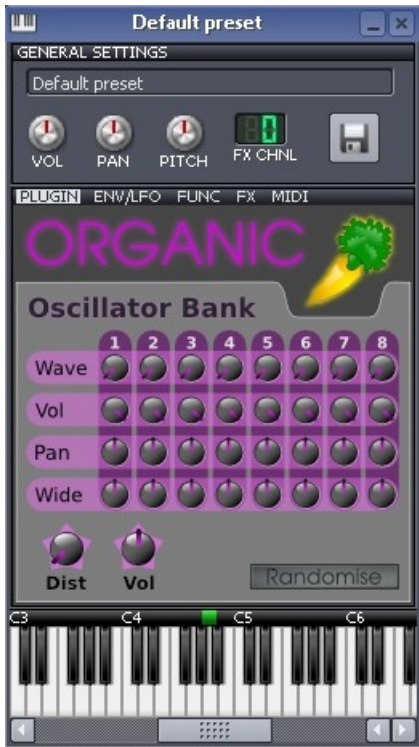 Default preset
GENERAL SETTINGS
Default preset
0
VOL PAN PITCH FX CHNL
PLUGIN ENV/LFO FUNC FX MIDI
ORGANIC
Oscillator Bank
1 2 3 4 5 6 7 8
Wave
Vol
Pan
Wide
Dist Vol
Randomise
C3 C4 C5 C6